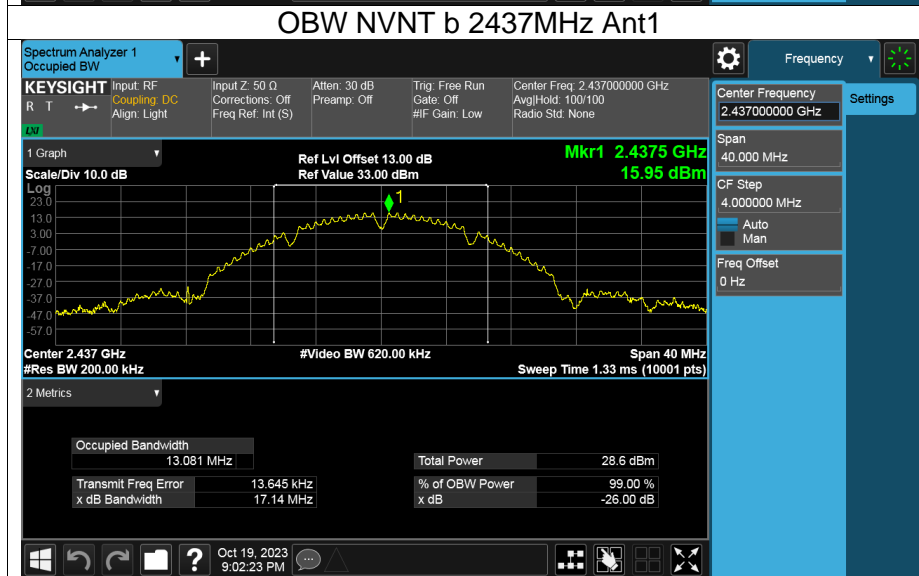 OBW NVNT b 2437MHz Ant1
Spectrum Analyzer 1
Occupied BW
+
Frequency
KEYSIGHT
R T
LXI
Input: RF
Coupling: DC
Align: Light
Input Z: 50 Ω
Corrections: Off
Freq Ref: Int (S)
Atten: 30 dB
Preamp: Off
Trig: Free Run
Gate: Off
#IF Gain: Low
Center Freq: 2.437000000 GHz
Avg|Hold: 100/100
Radio Std: None
Center Frequency
2.437000000 GHz
Settings
Span
40.000 MHz
CF Step
4.000000 MHz
Auto
Man
Freq Offset
0 Hz
1 Graph
Scale/Div 10.0 dB
Ref Lvl Offset 13.00 dB
Ref Value 33.00 dBm
Mkr1 2.4375 GHz
15.95 dBm
Log
23.0
13.0
3.00
-7.00
-17.0
-27.0
-37.0
-47.0
-57.0
1
Center 2.437 GHz
#Res BW 200.00 kHz
#Video BW 620.00 kHz
Span 40 MHz
Sweep Time 1.33 ms (10001 pts)
2 Metrics
Occupied Bandwidth
13.081 MHz
Transmit Freq Error 13.645 kHz
x dB Bandwidth 17.14 MHz
Total Power 28.6 dBm
% of OBW Power 99.00 %
x dB -26.00 dB
?
Oct 19, 2023
9:02:23 PM